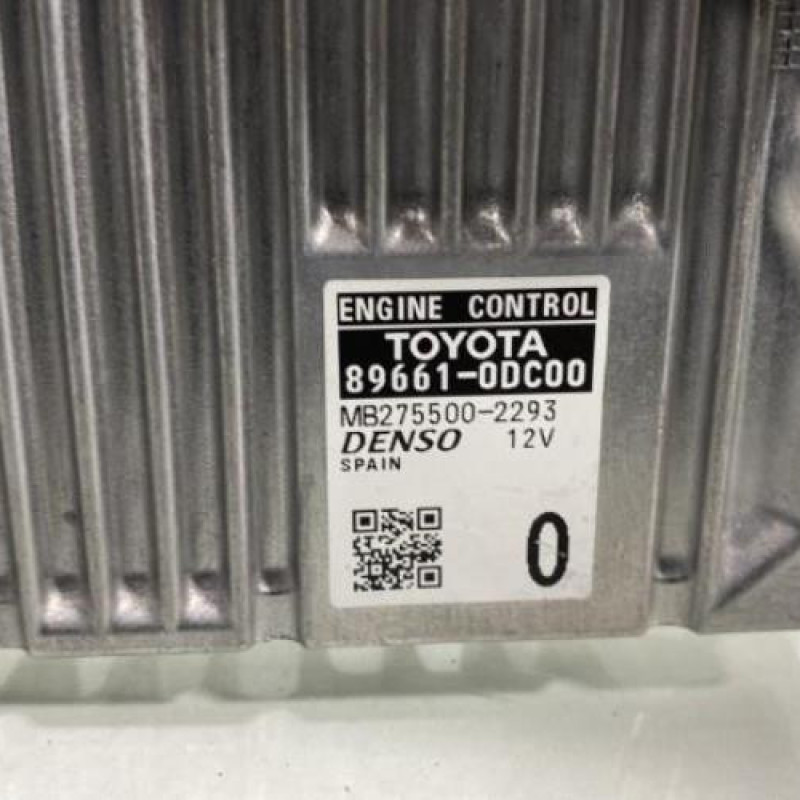 ENGINE CONTROL
TOYOTA
89661-0DC00
MB275500-2293
DENSO 12V
SPAIN
0